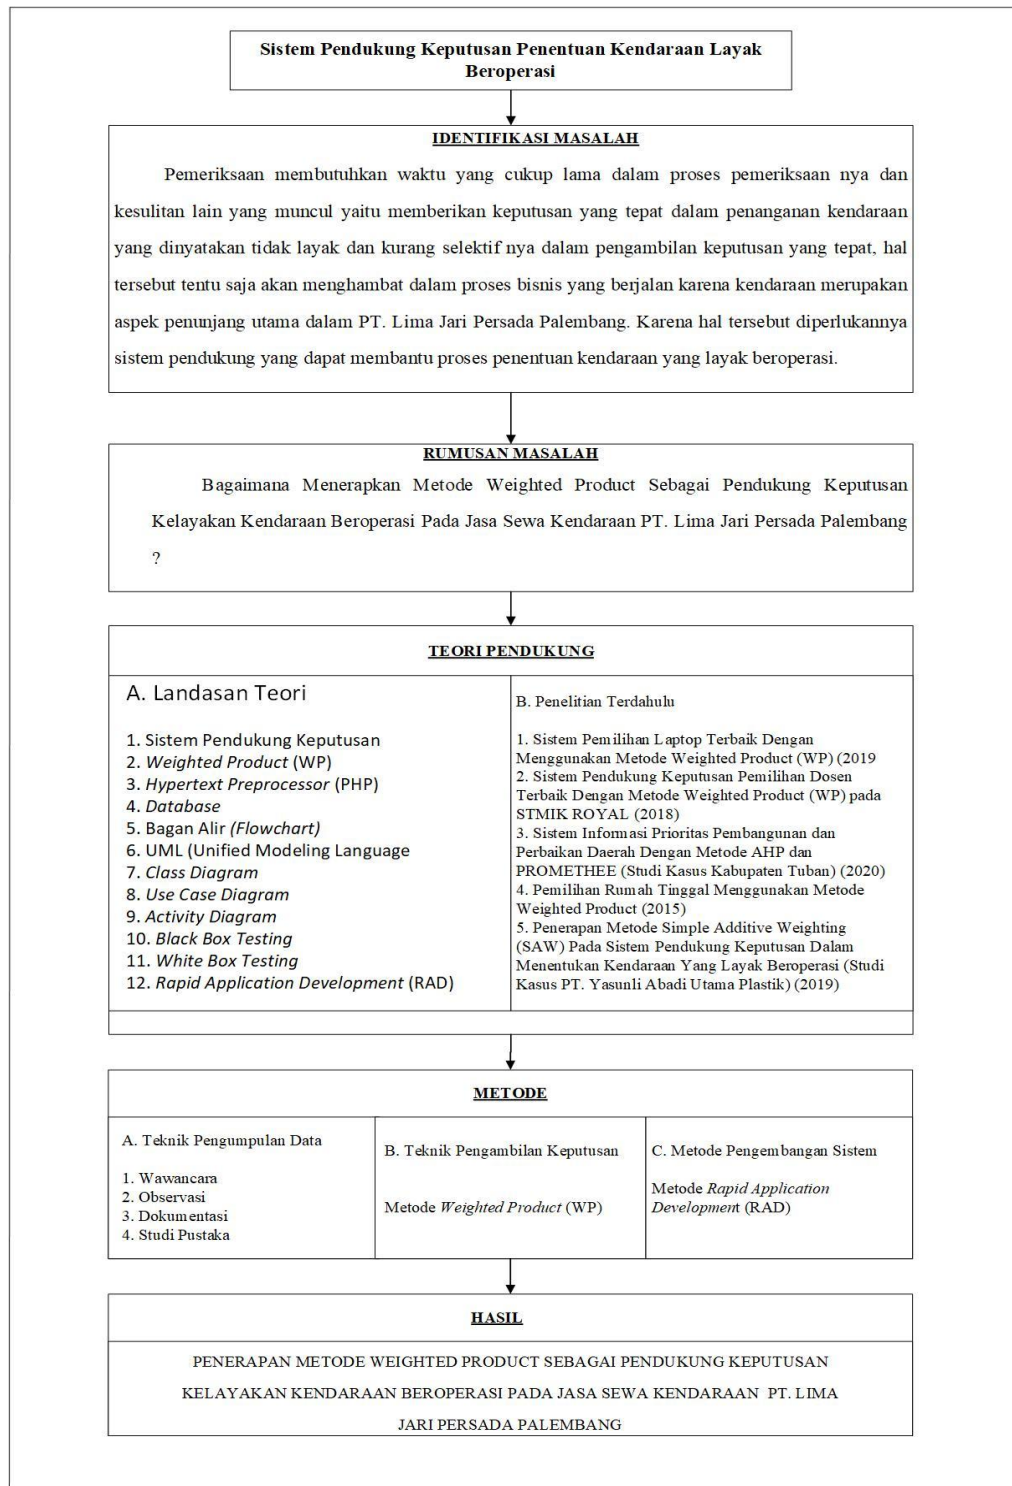 Sistem Pendukung Keputusan Penentuan Kendaraan Layak
Beroperasi
IDENTIFIKASI MASALAH
Pemeriksaan membutuhkan waktu yang cukup lama dalam proses pemeriksaan nya dan
kesulitan lain yang muncul yaitu memberikan keputusan yang tepat dalam penanganan kendaraan
yang dinyatakan tidak layak dan kurang selektif nya dalam pengambilan keputusan yang tepat, hal
tersebut tentu saja akan menghambat dalam proses bisnis yang berjalan karena kendaraan merupakan
aspek penunjang utama dalam PT. Lima Jari Persada Palembang. Karena hal tersebut diperlukannya
sistem pendukung yang dapat membantu proses penentuan kendaraan yang layak beroperasi.
RUMUSAN MASALAH
Bagaimana Menerapkan Metode Weighted Product Sebagai Pendukung Keputusan
Kelayakan Kendaraan Beroperasi Pada Jasa Sewa Kendaraan PT. Lima Jari Persada Palembang
?
TEORI PENDUKUNG
A. Landasan Teori
1. Sistem Pendukung Keputusan
2. Weighted Product (WP)
3. Hypertext Preprocessor (PHP)
4. Database
5. Bagan Alir (Flowchart)
6. UML (Unified Modeling Language
7. Class Diagram
8. Use Case Diagram
9. Activity Diagram
10. Black Box Testing
11. White Box Testing
12. Rapid Application Development (RAD)
B. Penelitian Terdahulu
1. Sistem Pemilihan Laptop Terbaik Dengan
Menggunakan Metode Weighted Product (WP) (2019
2. Sistem Pendukung Keputusan Pemilihan Dosen
Terbaik Dengan Metode Weighted Product (WP) pada
STMIK ROYAL (2018)
3. Sistem Informasi Prioritas Pembangunan dan
Perbaikan Daerah Dengan Metode AHP dan
PROMETHEE (Studi Kasus Kabupaten Tuban) (2020)
4. Pemilihan Rumah Tinggal Menggunakan Metode
Weighted Product (2015)
5. Penerapan Metode Simple Additive Weighting
(SAW) Pada Sistem Pendukung Keputusan Dalam
Menentukan Kendaraan Yang Layak Beroperasi (Studi
Kasus PT. Yasunli Abadi Utama Plastik) (2019)
METODE
A. Teknik Pengumpulan Data
1. Wawancara
2. Observasi
3. Dokumentasi
4. Studi Pustaka
B. Teknik Pengambilan Keputusan
Metode Weighted Product (WP)
C. Metode Pengembangan Sistem
Metode Rapid Application
Development (RAD)
HASIL
PENERAPAN METODE WEIGHTED PRODUCT SEBAGAI PENDUKUNG KEPUTUSAN
KELAYAKAN KENDARAAN BEROPERASI PADA JASA SEWA KENDARAAN PT. LIMA
JARI PERSADA PALEMBANG